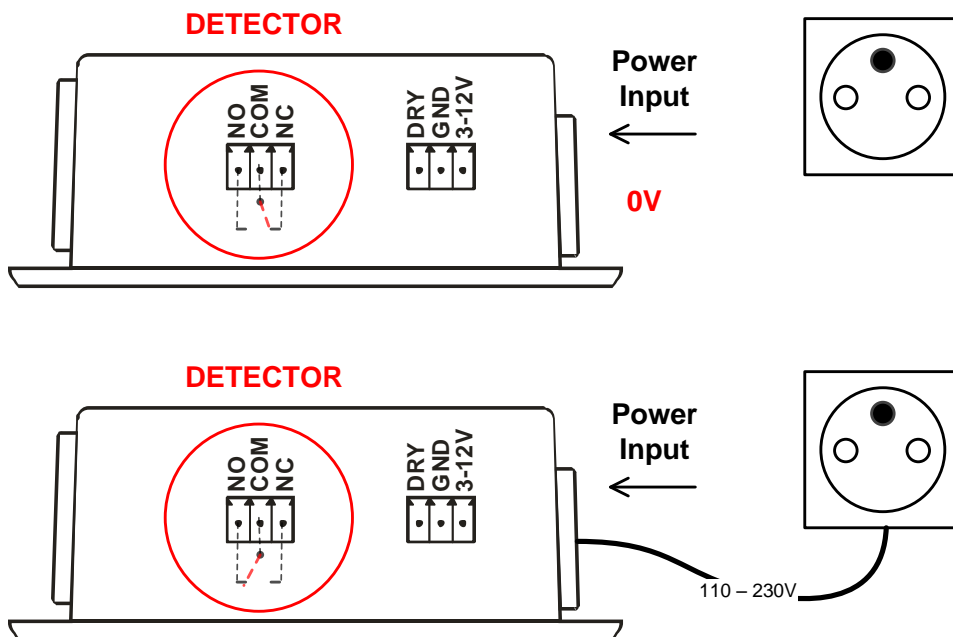 DETECTOR
Power
Input
NO
COM
NC
DRY
GND
3-12V
0V
DETECTOR
Power
Input
NO
COM
NC
DRY
GND
3-12V
110 – 230V